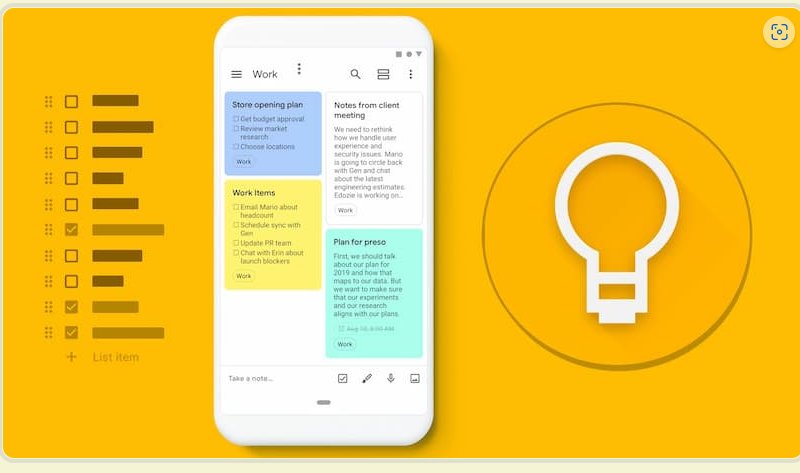 Work
Store opening plan
Get budget approval
Review market
research
Choose locations
Work
Work Items
Email Mario about
headcount
Schedule sync with
Gen
Update PR team
Chat with Erin about
launch blockers
Work
Notes from client
meeting
We need to rethink
how we handle user
experience and
security issues. Mario
is going to circle back
with Gen and chat
about the latest
engineering estimates.
Edozie is working on...
Work
Plan for preso
First, we should talk
about our plan for
2019 and how that
maps to our data. But
we want to make sure
that our experiments
and our research
aligns with our plans.
Work
Take a note...
+ List item